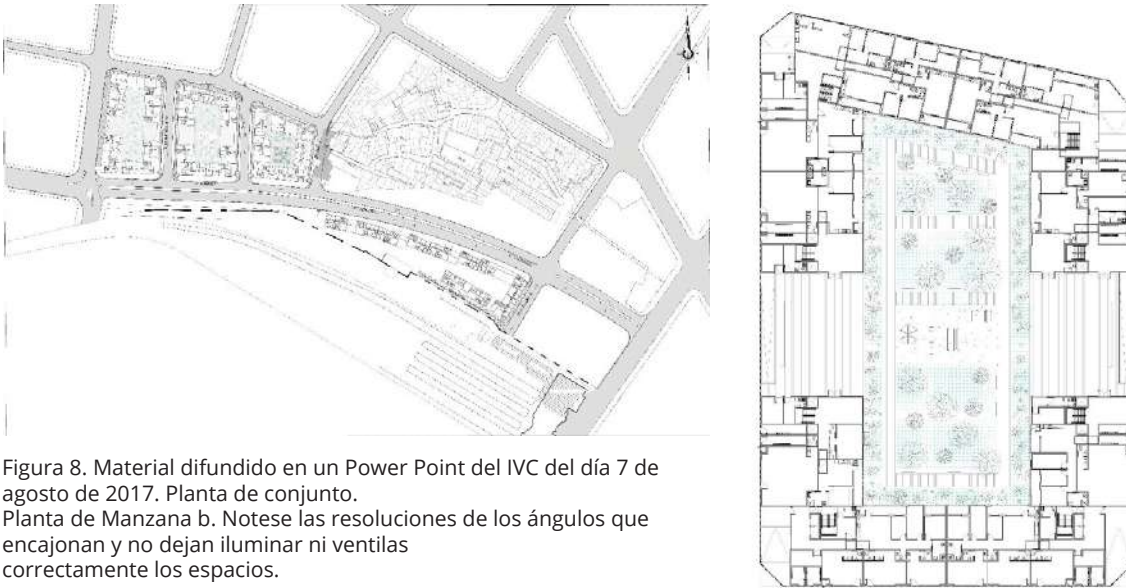 Figura 8. Material difundido en un Power Point del IVC del día 7 de
agosto de 2017. Planta de conjunto.
Planta de Manzana b. Notese las resoluciones de los ángulos que
encajonan y no dejan iluminar ni ventilas
correctamente los espacios.